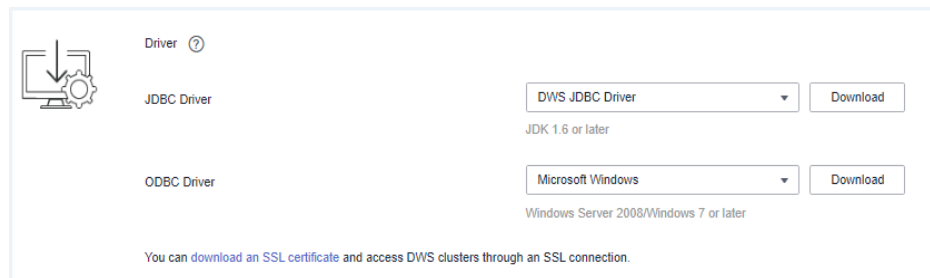 Driver ?
JDBC Driver DWS JDBC Driver Download
JDK 1.6 or later
ODBC Driver Microsoft Windows Download
Windows Server 2008/Windows 7 or later
You can download an SSL certificate and access DWS clusters through an SSL connection.